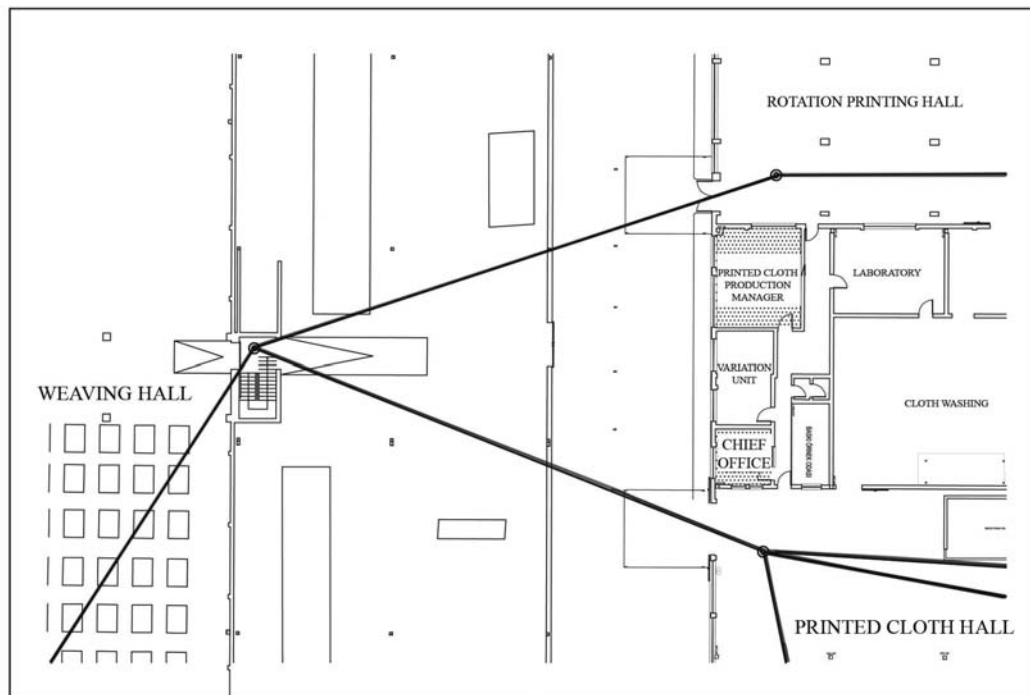 ROTATION PRINTING HALL
PRINTED CLOTH
PRODUCTION
MANAGER
LABORATORY
VARIATION
UNIT
WEAVING HALL
CLOTH WASHING
CHIEF
OFFICE
PRINTED CLOTH HALL